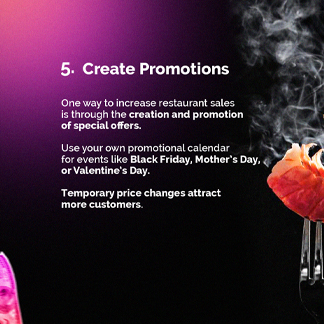 5. Create Promotions
One way to increase restaurant sales
is through the creation and promotion
of special offers.
Use your own promotional calendar
for events like Black Friday, Mother's Day,
or Valentine's Day.
Temporary price changes attract
more customers.